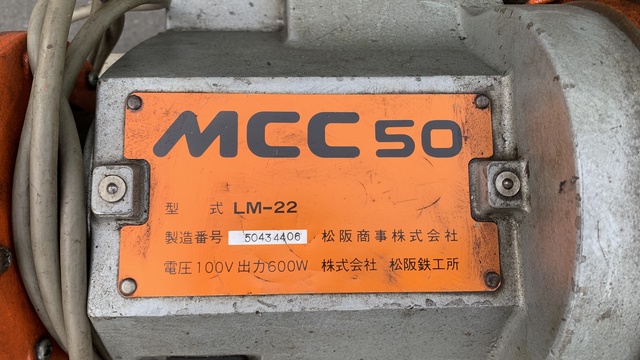 MCC 50
型式 LM-22
製造番号 50434406 松阪商事株式会社
電圧100V 出力600W 株式会社 松阪鉄工所